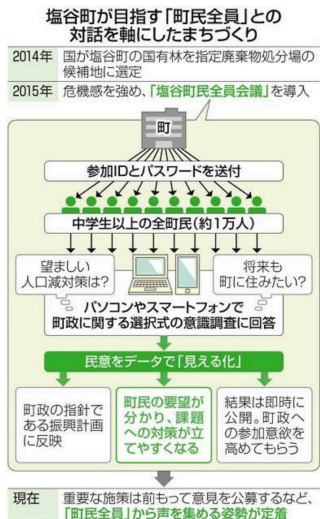 塩谷町が目指す「町民全員」との
対話を軸にしたまちづくり
2014年 国が塩谷町の国有林を指定廃棄物処分場の
候補地に選定
2015年 危機感を強め、「塩谷町民全員会議」を導入
町
参加IDとパスワードを送付
中学生以上の全町民(約1万人)
望ましい
人口減対策は?
将来も
町に住みたい?
パソコンやスマートフォンで
町政に関する選択式の意識調査に回答
民意をデータで「見える化」
町政の指針で
ある振興計画
に反映
町民の要望が
分かり、課題
への対策が立
てやすくなる
結果は即時に
公開。町政へ
の参加意欲を
高めてもらう
現在 重要な施策は前もって意見を公募するなど、
「町民全員」から声を集める姿勢が定着